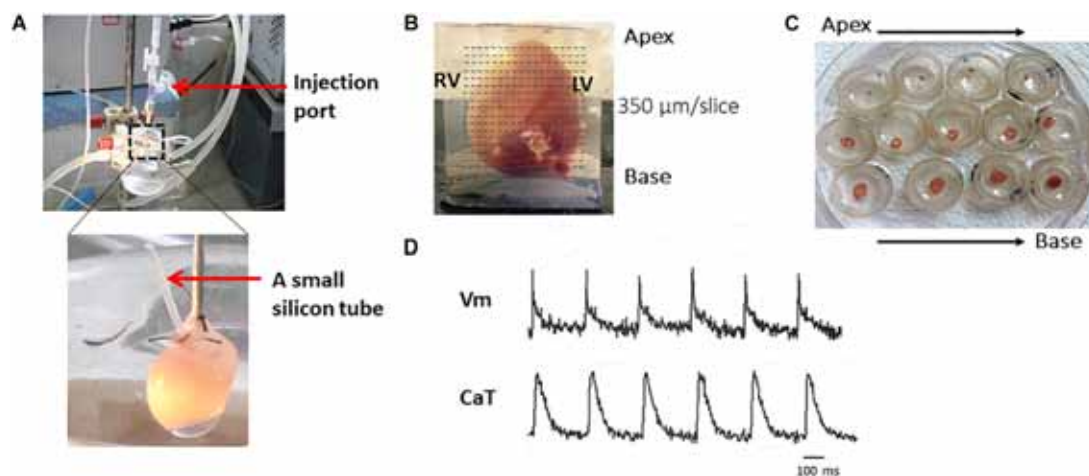 A
Injection
port
A small
silicon tube
B
Apex
RV
LV
350 µm/slice
Base
C
Apex
Base
D
Vm
CaT
100 ms